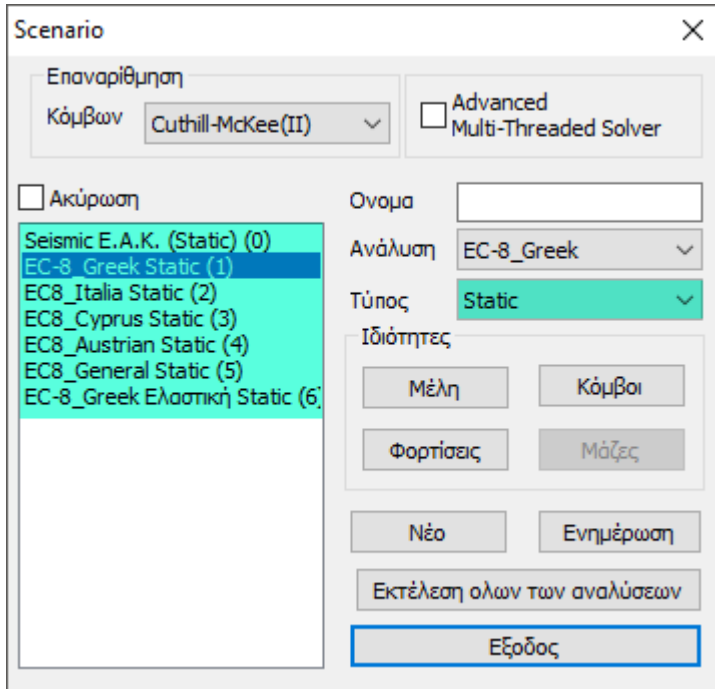 Scenario
Επαναρίθμηση
Κόμβων
Cuthill-McKee(II)
Advanced
Multi-Threaded Solver
Ακύρωση
Seismic E.A.K. (Static) (0)
EC-8_Greek Static (1)
EC8_Italia Static (2)
EC8_Cyprus Static (3)
EC8_Austrian Static (4)
EC8_General Static (5)
EC-8_Greek Ελαστική Static (6)
Ονομα
Ανάλυση
EC-8_Greek
Τύπος
Static
Ιδιότητες
Μέλη
Κόμβοι
Φορτίσεις
Μάζες
Νέο
Ενημέρωση
Εκτέλεση ολων των αναλύσεων
Εξοδος